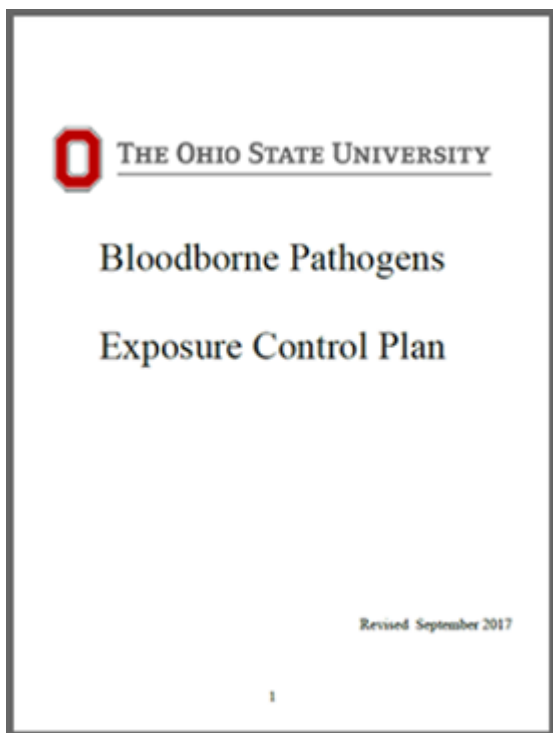 THE OHIO STATE UNIVERSITY
Bloodborne Pathogens
Exposure Control Plan
Revised September 2017
1